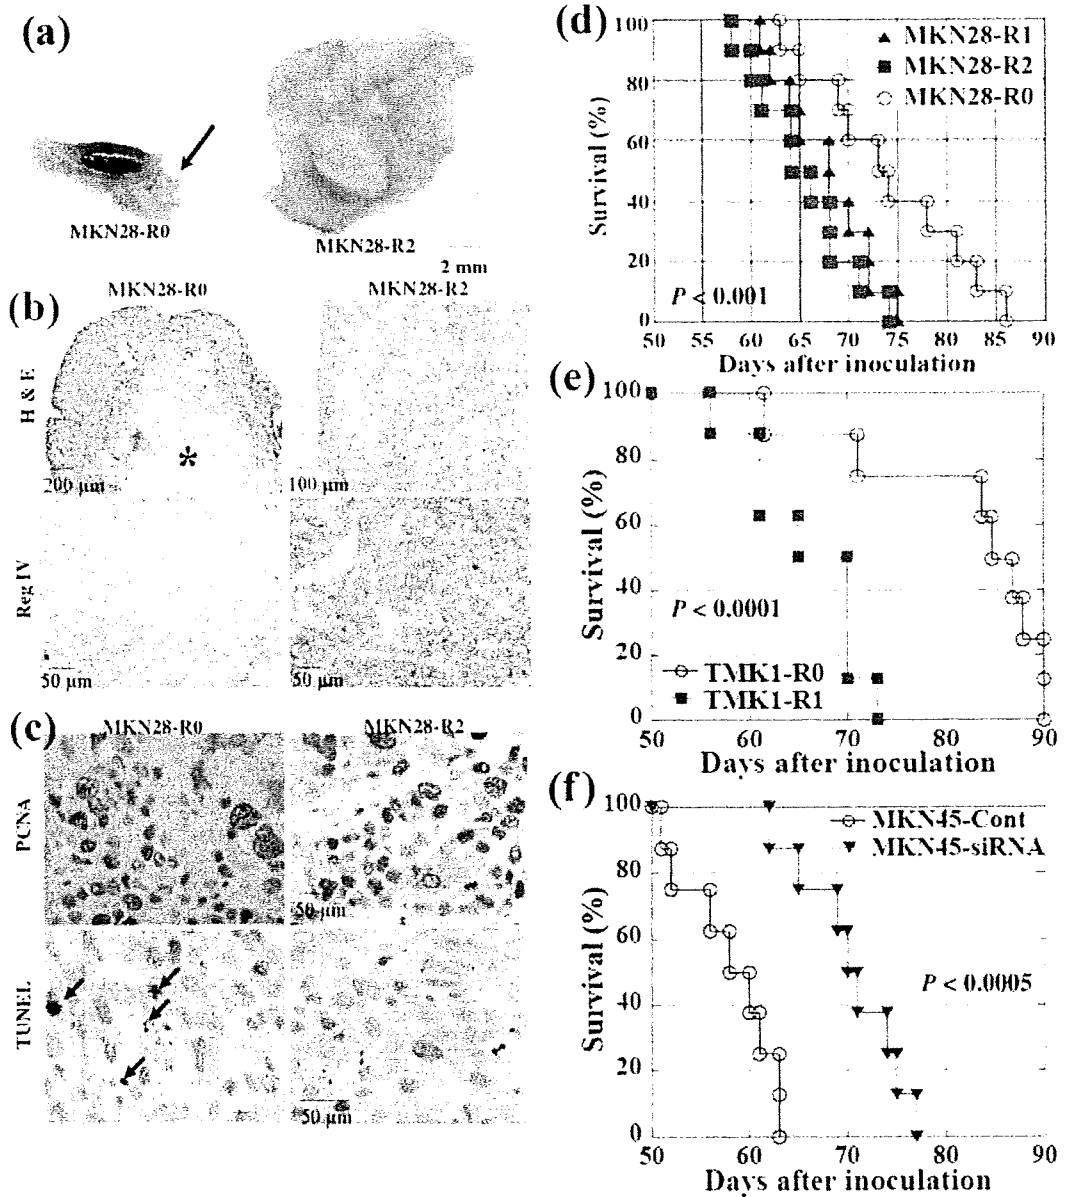 (a)
MKN28-R0
MKN28-R2
2 mm
(b)
MKN28-R0
MKN28-R2
H & E
*
200 µm
100 µm
Reg IV
50 µm
50 µm
(c)
MKN28-R0
MKN28-R2
PCNA
50 µm
TUNEL
50 µm
(d)
100
80
60
40
20
0
Survival (%)
MKN28-R1
MKN28-R2
MKN28-R0
P < 0.001
50 55 60 65 70 75 80 85 90
Days after inoculation
(e)
100
80
60
40
20
0
Survival (%)
P < 0.0001
TMK1-R0
TMK1-R1
50 60 70 80 90
Days after inoculation
(f)
100
80
60
40
20
0
Survival (%)
MKN45-Cont
MKN45-siRNA
P < 0.0005
50 60 70 80 90
Days after inoculation